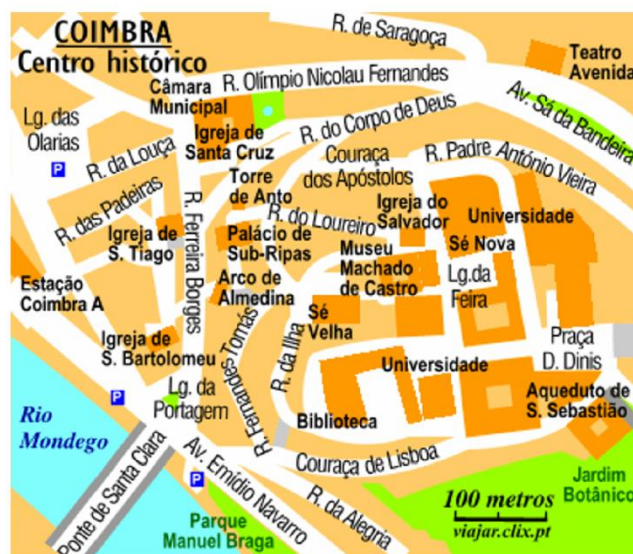 COIMBRA
Centro histórico
R. de Saragoça
Teatro
Avenida
Câmara
Municipal
R. Olímpio Nicolau Fernandes
Av. Sá da Bandeira
Lg. das
Olarias
P
R. da Louça
Igreja de
Santa Cruz
R. do Corpo de Deus
Couraça
dos Apóstolos
R. Padre António Vieira
R. das Padeiras
R. Ferreira Borges
Torre
de Anto
R. do Loureiro
Igreja do
Salvador
Universidade
Igreja de
S. Tiago
Palácio de
Sub-Ripas
Museu
Machado
de Castro
Sé Nova
Lg.da
Feira
Estação
Coimbra A
Arco de
Almedina
Sé
Velha
Igreja de
S. Bartolomeu
R. Fernandes Tomás
R. da Ilha
Universidade
Praça
D. Dinis
P
Lg. da
Portagem
Biblioteca
Aqueduto de
S. Sebastião
Rio
Mondego
Ponte de Santa Clara
P
Av. Emídio Navarro
R. da Alegria
Couraça de Lisboa
Jardim
Botânico
Parque
Manuel Braga
100 metros
viajar.clix.pt